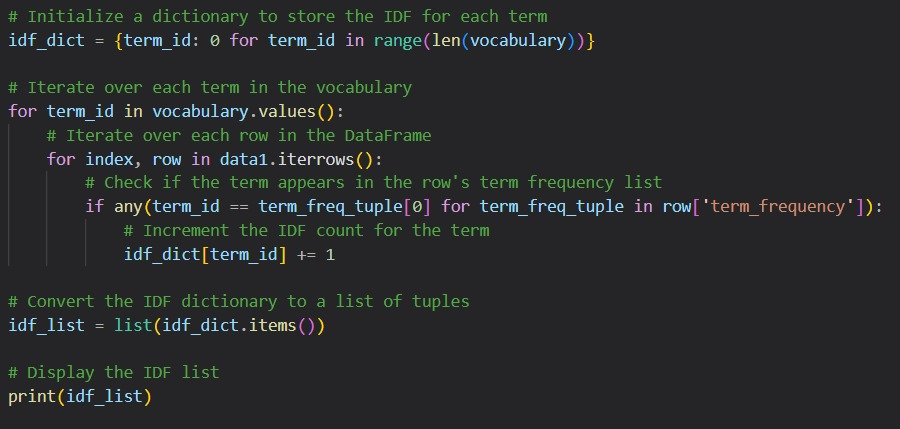 # Initialize a dictionary to store the IDF for each term
idf_dict = {term_id: 0 for term_id in range(len(vocabulary))}
# Iterate over each term in the vocabulary
for term_id in vocabulary.values():
    # Iterate over each row in the DataFrame
    for index, row in data1.iterrows():
        # Check if the term appears in the row's term frequency list
        if any(term_id == term_freq_tuple[0] for term_freq_tuple in row['term_frequency']):
            # Increment the IDF count for the term
            idf_dict[term_id] += 1
# Convert the IDF dictionary to a list of tuples
idf_list = list(idf_dict.items())
# Display the IDF list
print(idf_list)